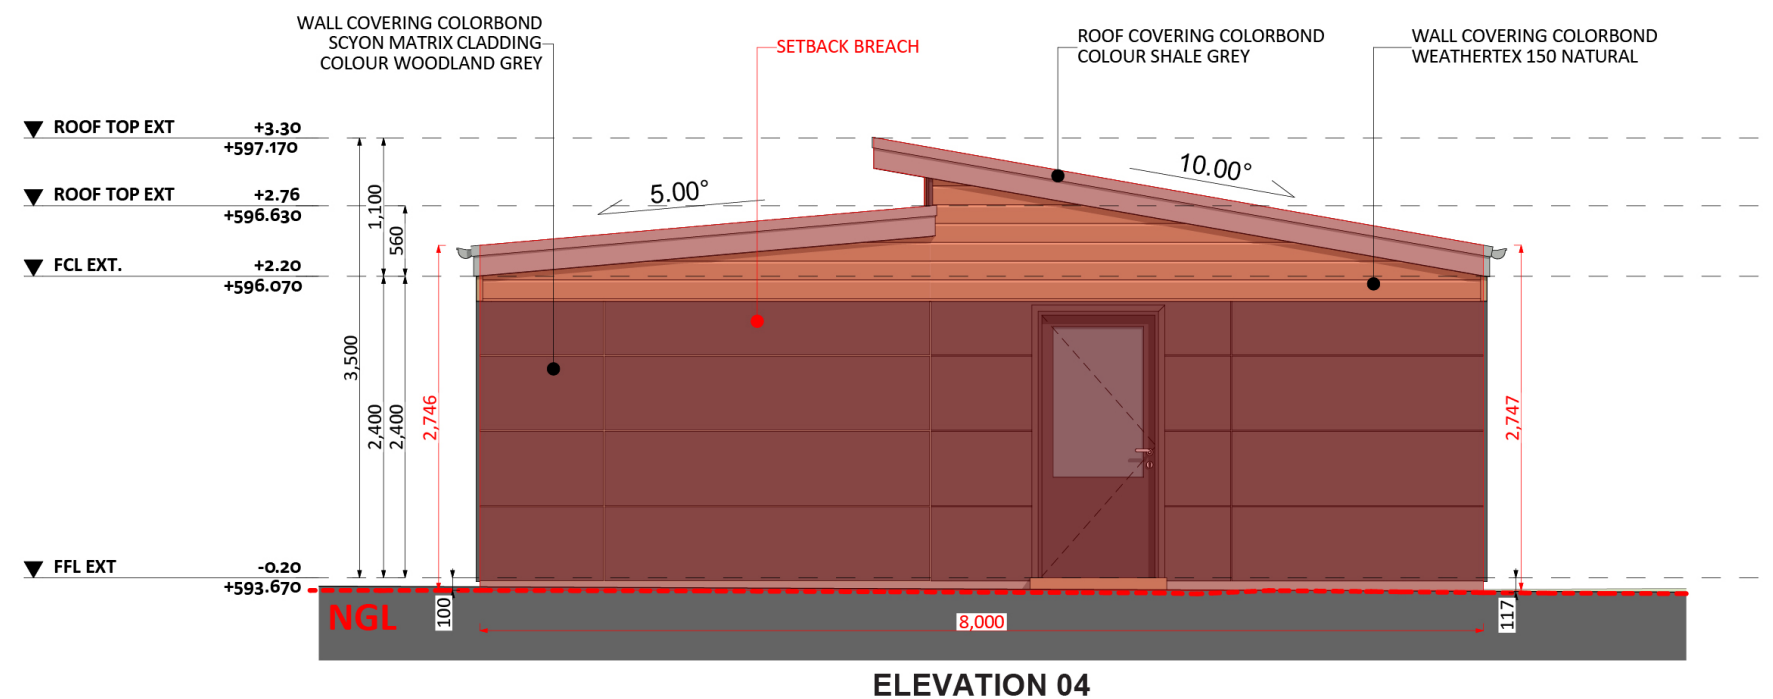 WALL COVERING COLORBOND
SCYON MATRIX CLADDING
COLOUR WOODLAND GREY
SETBACK BREACH
ROOF COVERING COLORBOND
COLOUR SHALE GREY
WALL COVERING COLORBOND
WEATHERTEX 150 NATURAL
ROOF TOP EXT +3.30
+597.170
ROOF TOP EXT +2.76
+596.630
FCL EXT. +2.20
+596.070
FFL EXT -0.20
+593.670
3,500
1,100
2,400
560
2,400
2,746
100
5.00°
10.00°
2,747
117
NGL
8,000
ELEVATION 04